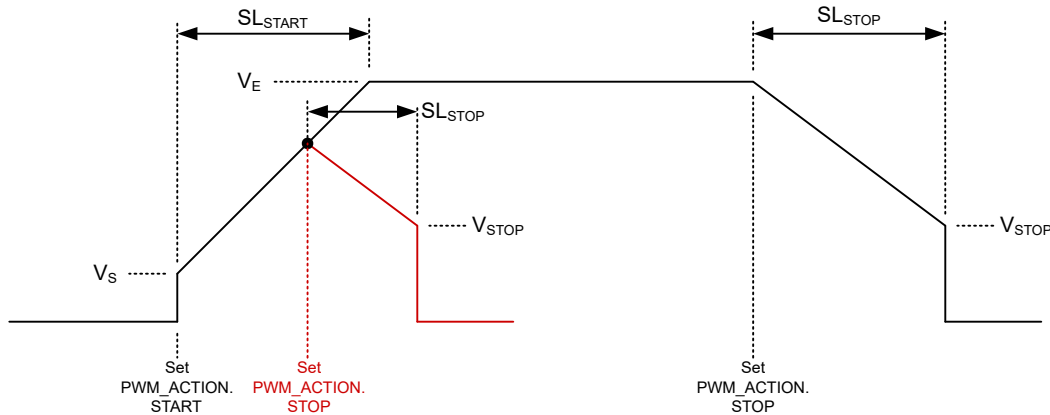 SLSTART
SLSTOP
VE
SLSTOP
VSTOP
VSTOP
VS
Set
PWM_ACTION.
START
Set
PWM_ACTION.
STOP
Set
PWM_ACTION.
STOP